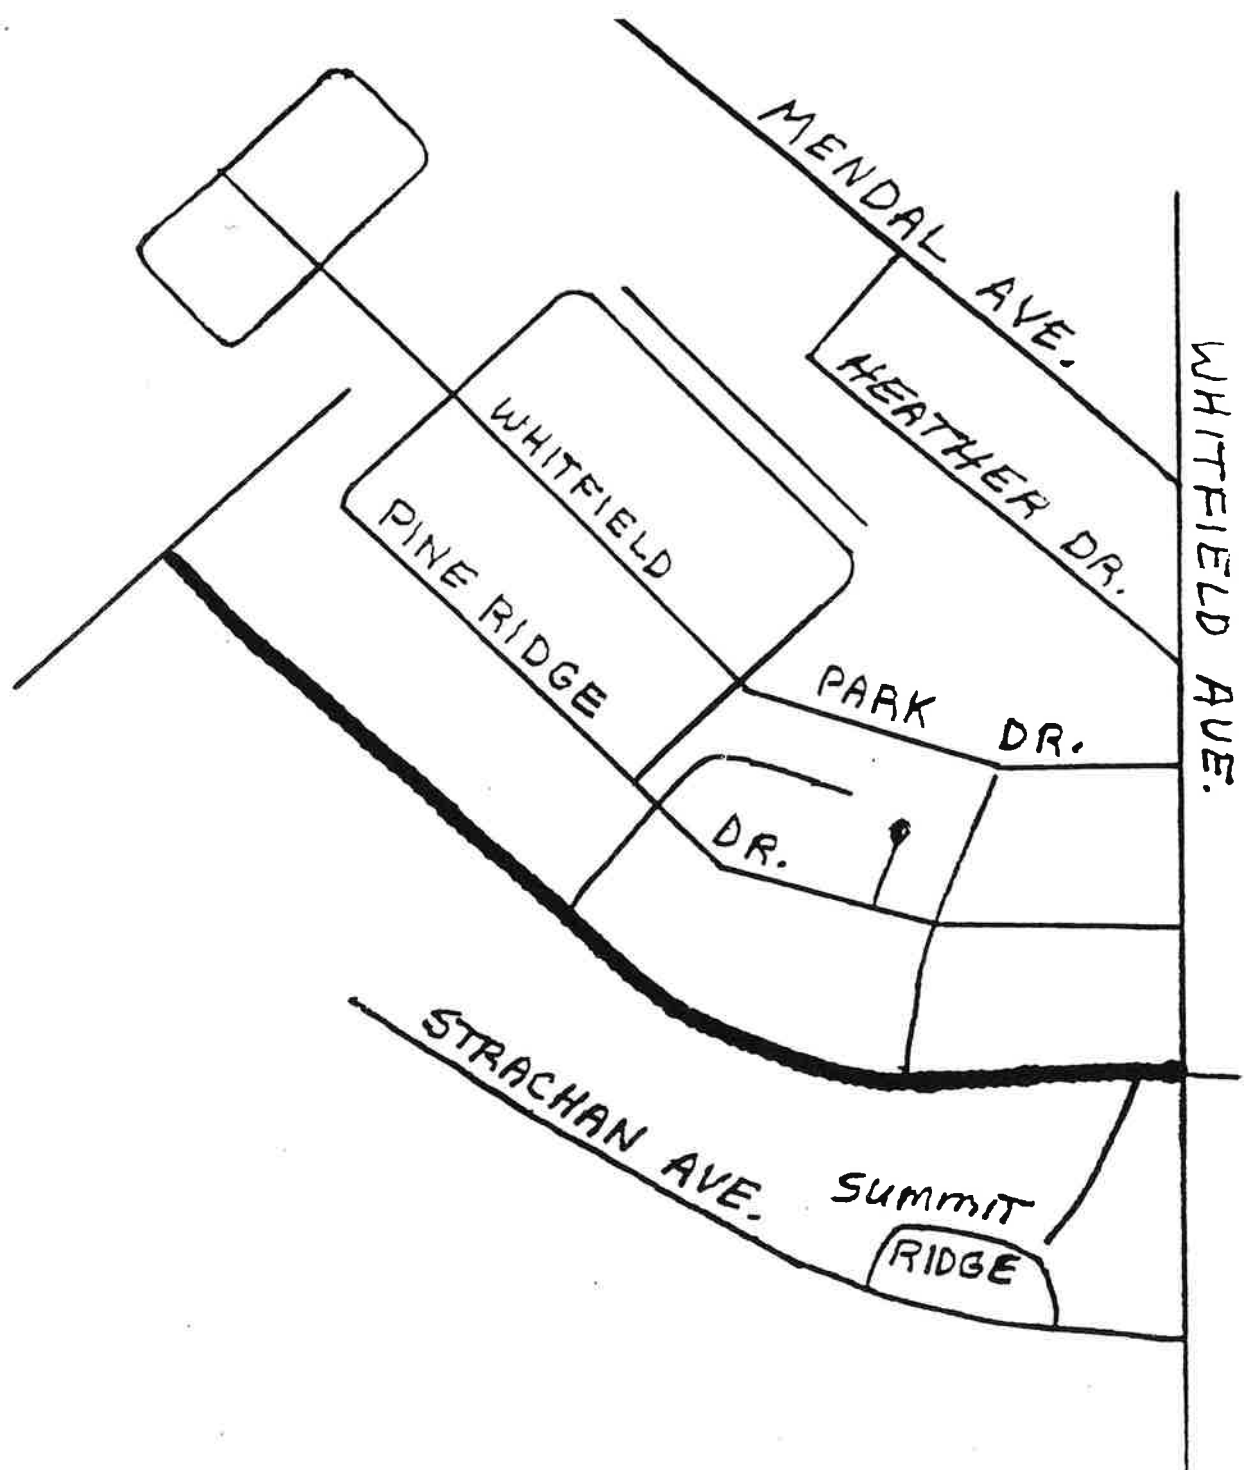 MENDAL AVE.
HEATHER DR.
WHITFIELD AVE.
WHITFIELD
PARK DR.
PINE RIDGE
DR.
STRACHAN AVE.
SUMMIT
RIDGE